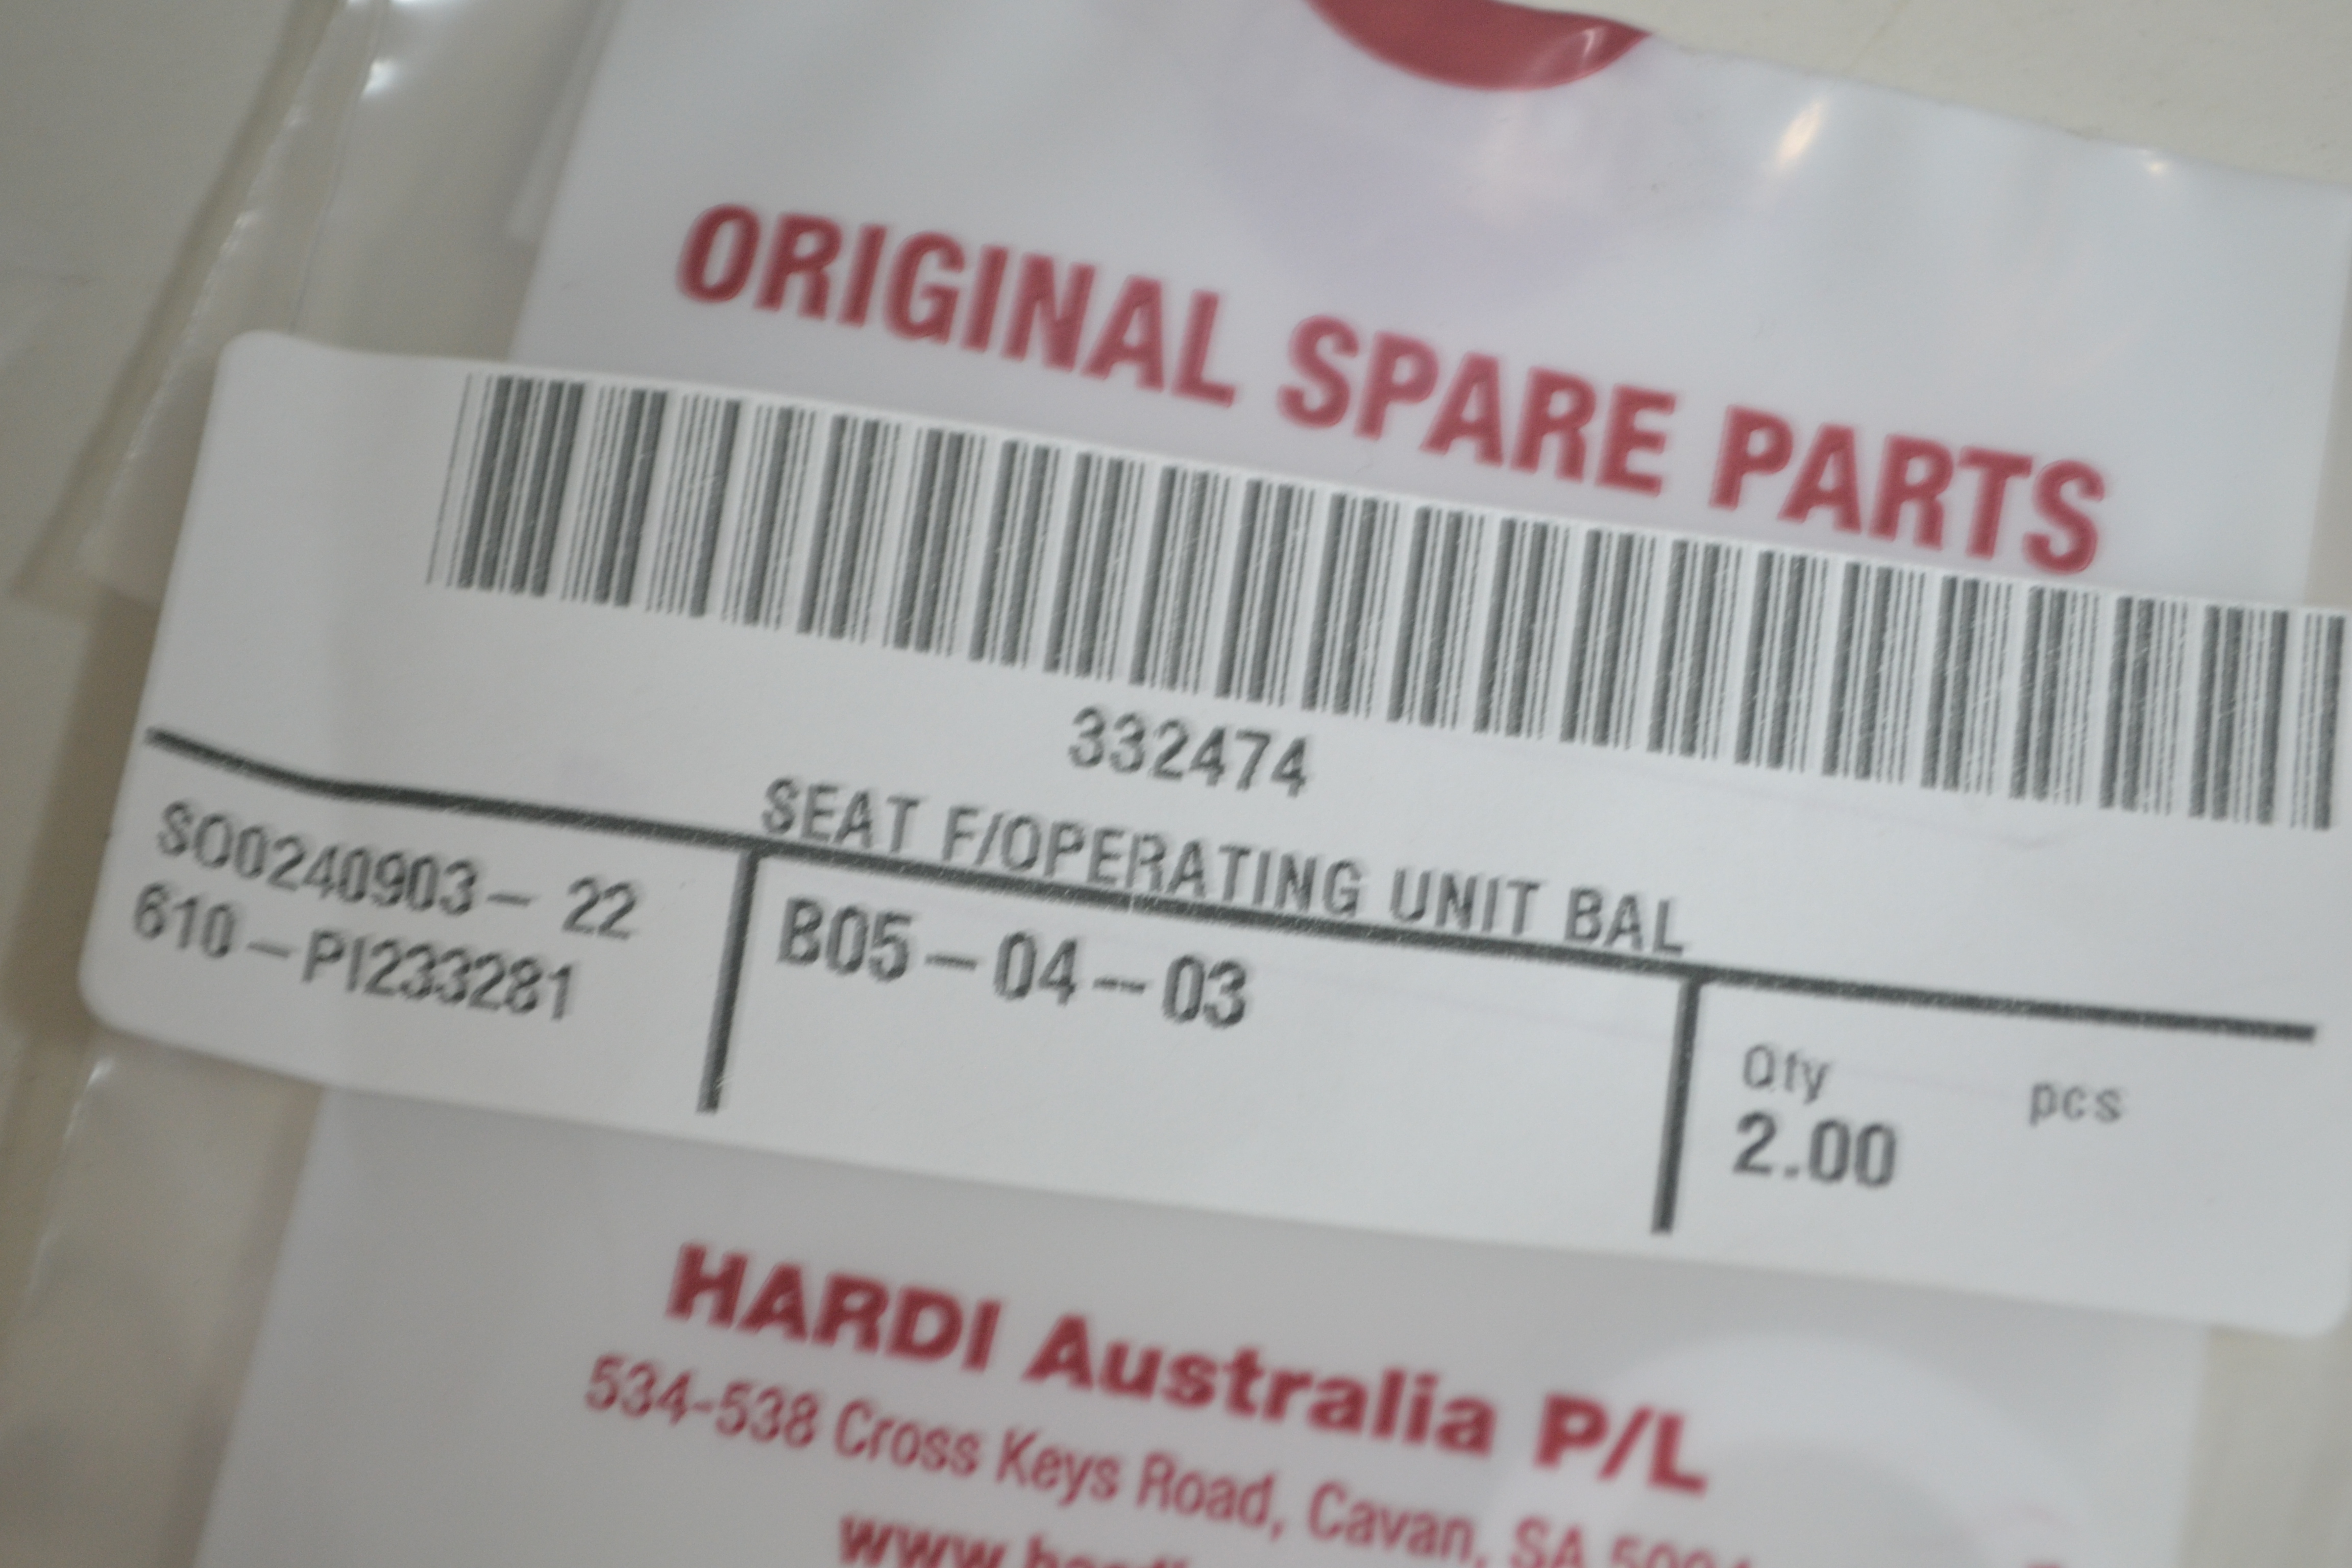 ORIGINAL SPARE PARTS
332474
SEAT F/OPERATING UNIT BAL
SO0240903- 22
610-PI233281
B05-04-03
Qty pcs
2.00
HARDI Australia P/L
534-538 Cross Keys Road, Cavan, SA